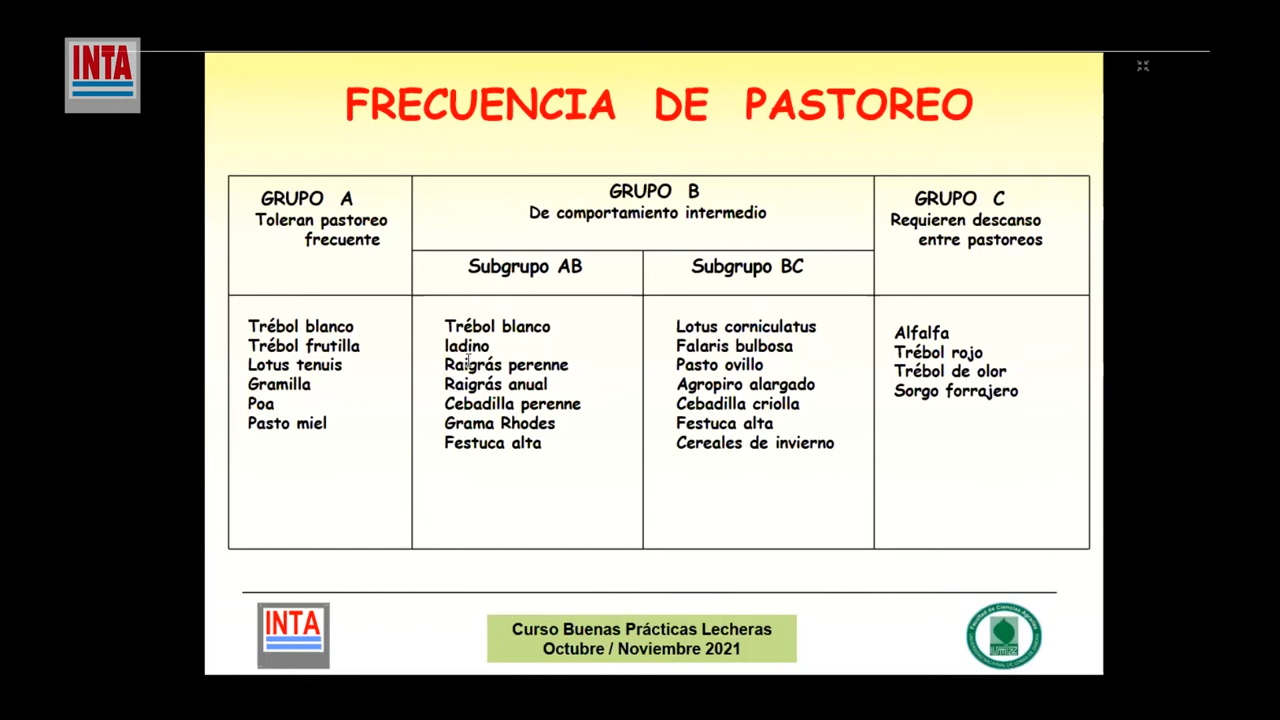 INTA
FRECUENCIA DE PASTOREO
GRUPO A
Toleran pastoreo
frecuente
GRUPO B
De comportamiento intermedio
GRUPO C
Requieren descanso
entre pastoreos
Subgrupo AB
Subgrupo BC
Trébol blanco
Trébol frutilla
Lotus tenuis
Gramilla
Poa
Pasto miel
Trébol blanco
ladino
Raigrás perenne
Raigrás anual
Cebadilla perenne
Grama Rhodes
Festuca alta
Lotus corniculatus
Falaris bulbosa
Pasto ovillo
Agropiro alargado
Cebadilla criolla
Festuca alta
Cereales de invierno
Alfalfa
Trébol rojo
Trébol de olor
Sorgo forrajero
INTA
Curso Buenas Prácticas Lecheras
Octubre / Noviembre 2021